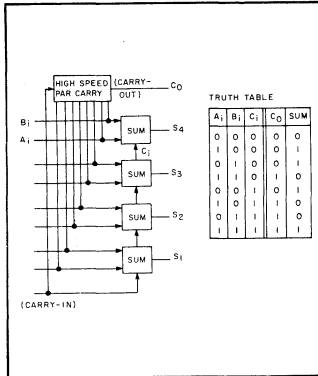 HIGH SPEED
PAR CARRY
(CARRY-
OUT)
C0
Bi
Ai
SUM
S4
Ci
SUM
S3
SUM
S2
SUM
S1
(CARRY-IN)
TRUTH TABLE
Ai Bi Ci C0 SUM
0 0 0 0 0
1 0 0 0 1
0 1 0 0 1
1 1 0 1 0
0 0 1 0 1
1 0 1 1 0
0 1 1 1 0
1 1 1 1 1